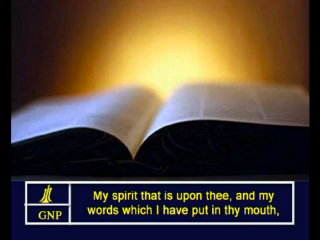 My spirit that is upon thee, and my
words which I have put in thy mouth,
GNP